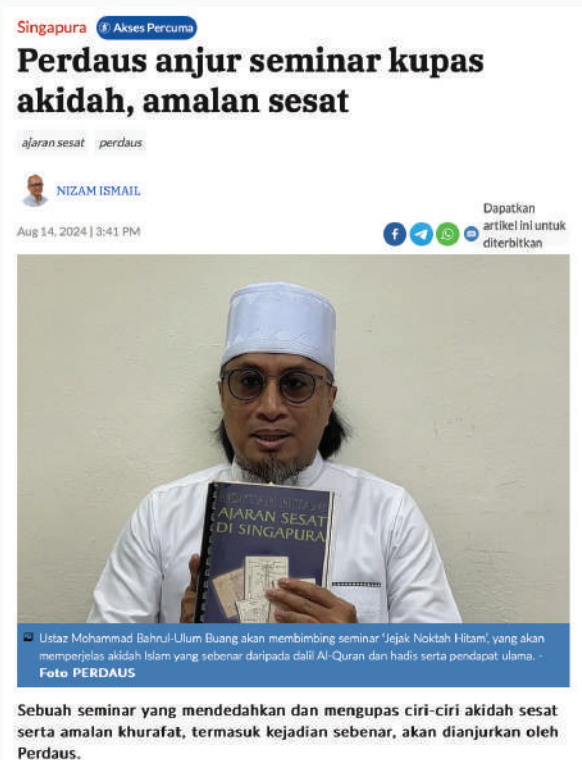 Singapura Akses Percuma
Perdaus anjur seminar kupas
akidah, amalan sesat
ajaran sesat perdaus
NIZAM ISMAIL
Aug 14, 2024 | 3:41 PM
Dapatkan
artikel ini untuk
diterbitkan
NOKTAH HITAM
AJARAN SESAT
DI SINGAPURA
Ustaz Mohammad Bahrul-Ulum Buang akan membimbing seminar 'Jejak Noktah Hitam', yang akan
memperjelas akidah Islam yang sebenar daripada dalil Al-Quran dan hadis serta pendapat ulama. -
Foto PERDAUS
Sebuah seminar yang mendedahkan dan mengupas ciri-ciri akidah sesat
serta amalan khurafat, termasuk kejadian sebenar, akan dianjurkan oleh
Perdaus.